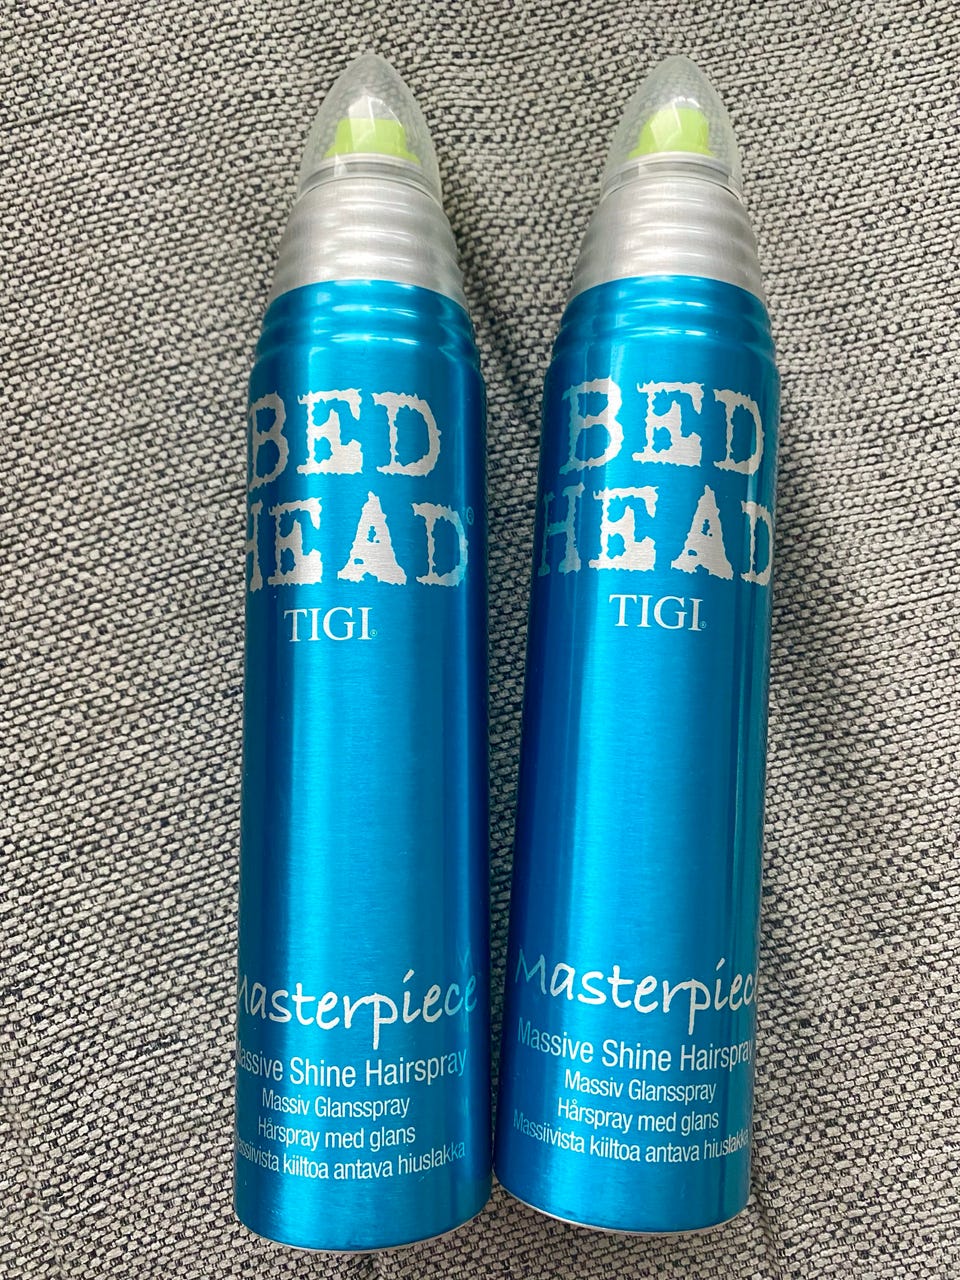 BED
HEAD®
TIGI®
Masterpiece
Massive Shine Hairspray
Massiv Glansspray
Hårspray med glans
Massiivista kiiltoa antava hiuslakka
BED
HEAD
TIGI®
Masterpiece
Massive Shine Hairspray
Massiv Glansspray
Hårspray med glans
Massiivista kiiltoa antava hiuslakka